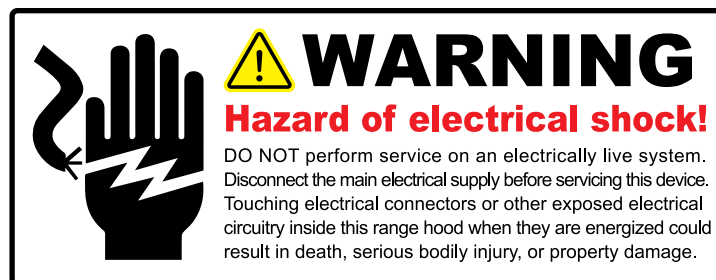 WARNING
Hazard of electrical shock!
DO NOT perform service on an electrically live system.
Disconnect the main electrical supply before servicing this device.
Touching electrical connectors or other exposed electrical
circuitry inside this range hood when they are energized could
result in death, serious bodily injury, or property damage.